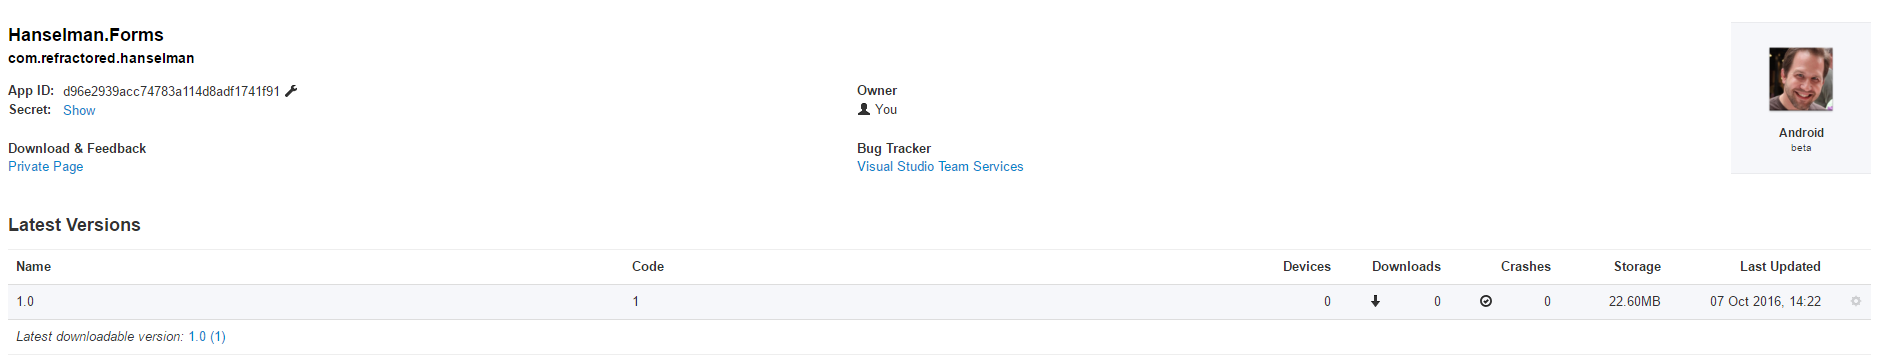 Hanselman.Forms
com.refractored.hanselman
App ID: d96e2939acc74783a114d8adf1741f91
Secret: Show
Owner
You
Download & Feedback
Private Page
Bug Tracker
Visual Studio Team Services
Android
beta
Latest Versions
Name Code Devices Downloads Crashes Storage Last Updated
1.0 1 0 0 0 22.60MB 07 Oct 2016, 14:22
Latest downloadable version: 1.0 (1)